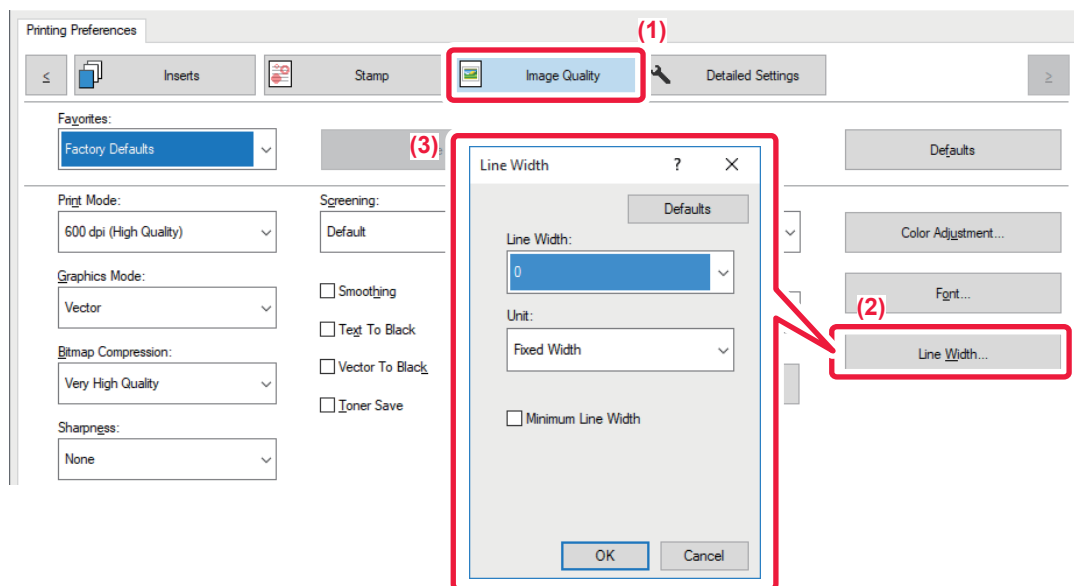 Printing Preferences
(1)
<
Inserts
Stamp
Image Quality
Detailed Settings
>
Favorites:
Factory Defaults
(3)
Defaults
Print Mode:
600 dpi (High Quality)
Screening:
Default
Color Adjustment...
Graphics Mode:
Vector
Smoothing
Text To Black
Vector To Black
Toner Save
Font...
(2)
Line Width...
Bitmap Compression:
Very High Quality
Sharpness:
None
Line Width
?
Defaults
Line Width:
0
Unit:
Fixed Width
Minimum Line Width
OK
Cancel